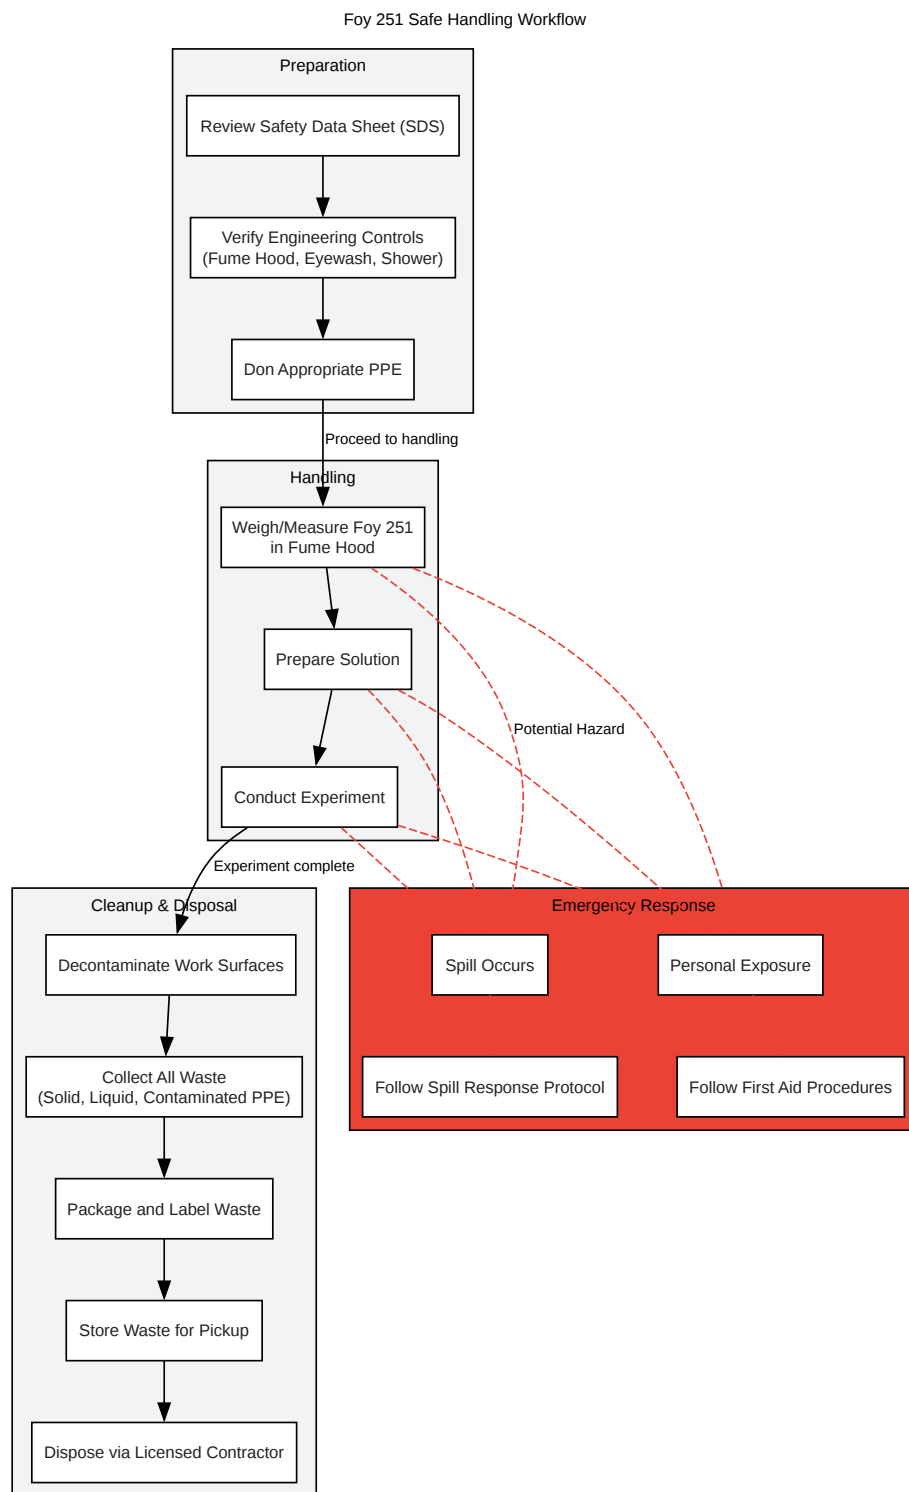 Foy 251 Safe Handling Workflow
Preparation
Review Safety Data Sheet (SDS)
Verify Engineering Controls
(Fume Hood, Eyewash, Shower)
Don Appropriate PPE
Proceed to handling
Handling
Weigh/Measure Foy 251
in Fume Hood
Prepare Solution
Potential Hazard
Conduct Experiment
Experiment complete
Cleanup & Disposal
Decontaminate Work Surfaces
Collect All Waste
(Solid, Liquid, Contaminated PPE)
Package and Label Waste
Store Waste for Pickup
Dispose via Licensed Contractor
Emergency Response
Spill Occurs
Personal Exposure
Follow Spill Response Protocol
Follow First Aid Procedures